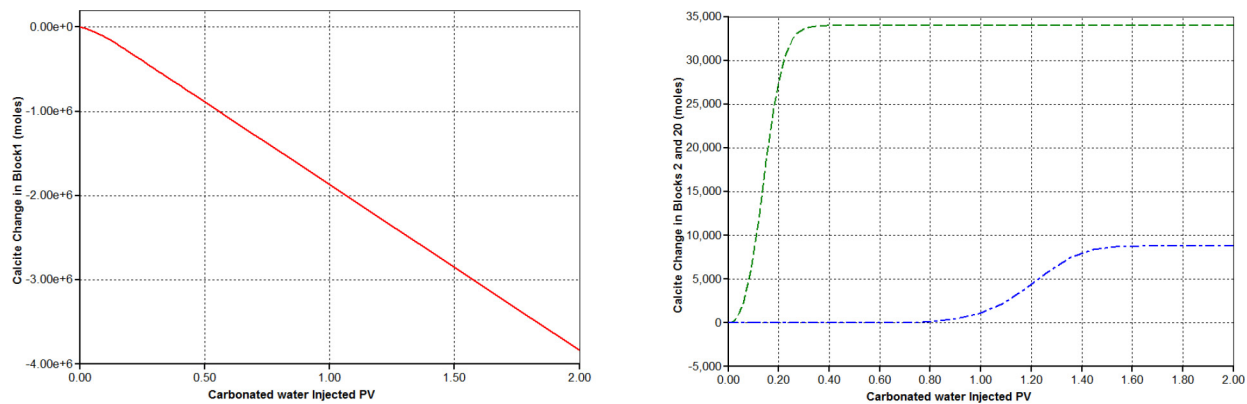 0.00e+0
-1.00e+6
-2.00e+6
-3.00e+6
-4.00e+6
Calcite Change in Block1 (moles)
0.00 0.50 1.00 1.50 2.00
Carbonated water Injected PV
35,000
30,000
25,000
20,000
15,000
10,000
5,000
0
-5,000
Calcite Change in Blocks 2 and 20 (moles)
0.00 0.20 0.40 0.60 0.80 1.00 1.20 1.40 1.60 1.80 2.00
Carbonated water Injected PV